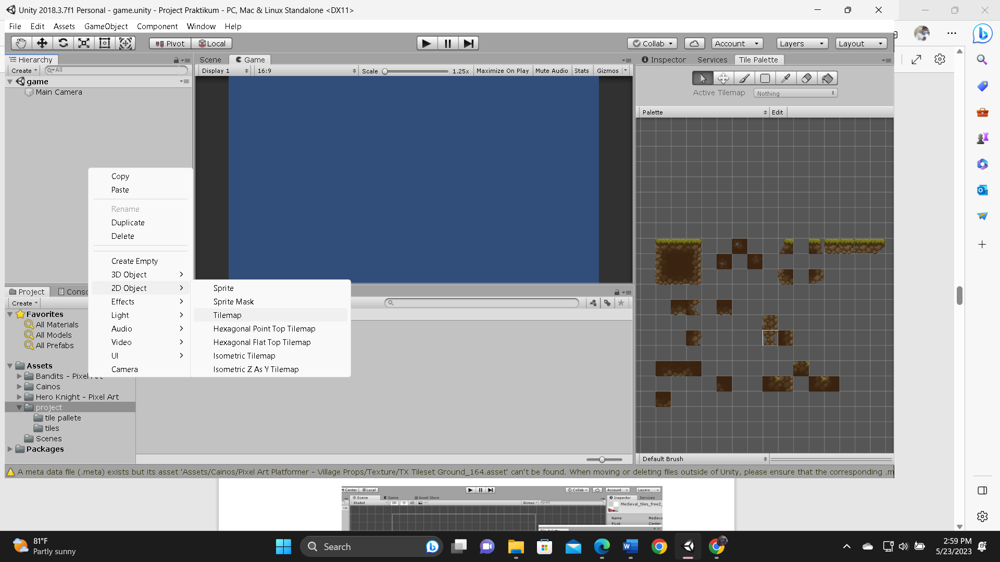 Unity 2018.3.7f1 Personal - game.unity - Project Praktikum - PC, Mac & Linux Standalone <DX11>
File Edit Assets GameObject Component Window Help
Pivot Local Collab Account Layers Layout
Hierarchy Scene Game Inspector Services Tile Palette
Create All Display 1 16:9 Scale 1.25x Maximize On Play Mute Audio Stats Gizmos
game
Main Camera
Active Tilemap Nothing
Palette Edit
Copy
Paste
Rename
Duplicate
Delete
Create Empty
3D Object
2D Object
Effects
Light
Audio
Video
UI
Camera
Sprite
Sprite Mask
Tilemap
Hexagonal Point Top Tilemap
Hexagonal Flat Top Tilemap
Isometric Tilemap
Isometric Z As Y Tilemap
Project Conso
Create
Favorites
All Materials
All Models
All Prefabs
Assets
Bandits - Pixel Art
Cainos
Hero Knight - Pixel Art
project
tile pallete
tiles
Scenes
Packages
Default Brush
A meta data file (.meta) exists but its asset 'Assets/Cainos/Pixel Art Platformer - Village Props/Texture/TX Tileset Ground_164.asset' can't be found. When moving or deleting files outside of Unity, please ensure that the corresponding .m
Center Local Collab Account Layers
Scene Game Asset Store Inspector Services
Shaded 2D Gizmos All
Medieval_tiles_free2_
Name Medieva
Pivot Center
81°F
Partly sunny
Search
2:59 PM
5/23/2023